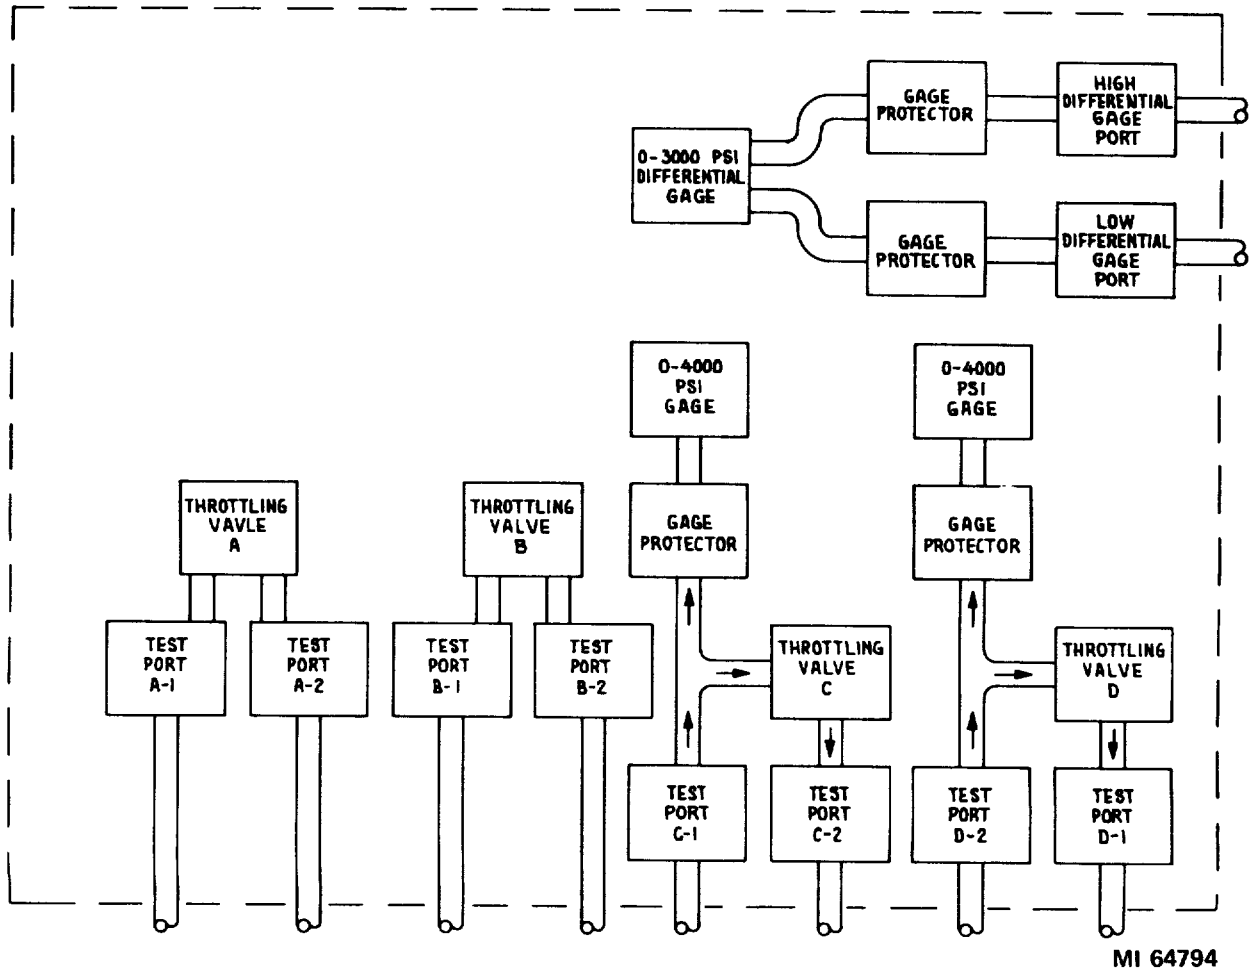 GAGE
PROTECTOR
HIGH
DIFFERENTIAL
GAGE
PORT
0-3000 PSI
DIFFERENTIAL
GAGE
GAGE
PROTECTOR
LOW
DIFFERENTIAL
GAGE
PORT
0-4000
PSI
GAGE
0-4000
PSI
GAGE
THROTTLING
VAVLE
A
THROTTLING
VALVE
B
GAGE
PROTECTOR
GAGE
PROTECTOR
TEST
PORT
A-1
TEST
PORT
A-2
TEST
PORT
B-1
TEST
PORT
B-2
THROTTLING
VALVE
C
THROTTLING
VALVE
D
TEST
PORT
C-1
TEST
PORT
C-2
TEST
PORT
D-2
TEST
PORT
D-1
MI 64794